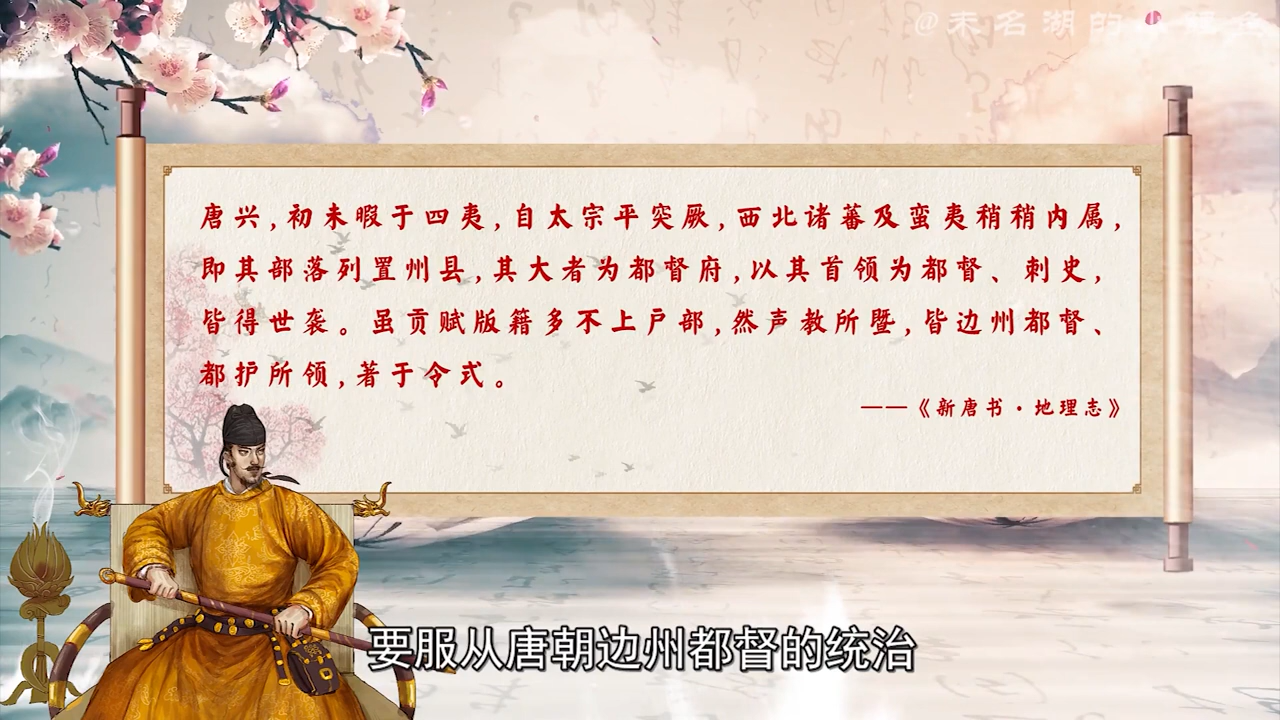 @未名湖的
唐兴,初未暇于四夷,自太宗平突厥,西北诸蕃及蛮夷稍稍内属,
即其部落列置州县,其大者为都督府,以其首领为都督、刺史,
皆得世袭。虽贡赋版籍多不上户部,然声教所暨,皆边州都督、
都护所领,著于令式。
——《新唐书·地理志》
要服从唐朝边州都督的统治